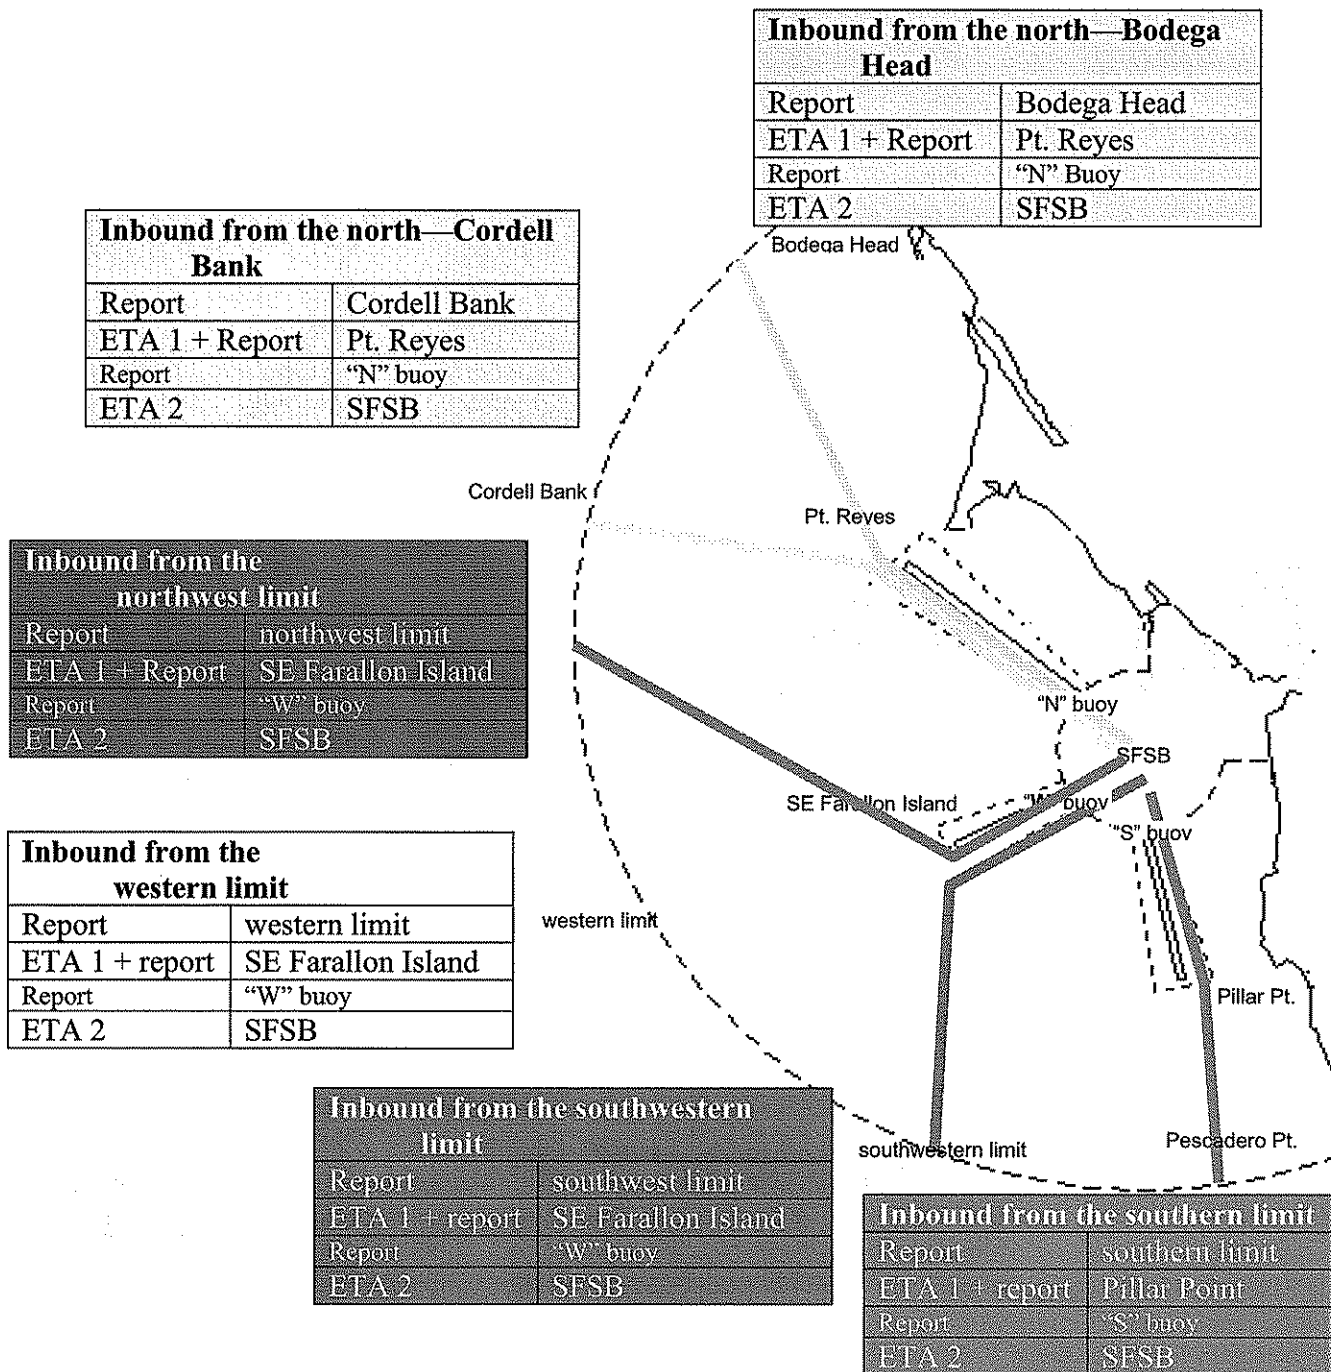 Inbound from the north—Bodega
Head
Report Bodega Head
ETA 1 + Report Pt. Reyes
Report “N” Buoy
ETA 2 SFSB
Inbound from the north—Cordell
Bank
Report Cordell Bank
ETA 1 + Report Pt. Reyes
Report “N” buoy
ETA 2 SFSB
Bodega Head
Cordell Bank
Pt. Reyes
Inbound from the
northwest limit
Report northwest limit
ETA 1 + Report SE Farallon Island
Report “W” buoy
ETA 2 SFSB
“N” buoy
SFSB
SE Farallon Island
“W” buoy
“S” buoy
Inbound from the
western limit
Report western limit
ETA 1 + report SE Farallon Island
Report “W” buoy
ETA 2 SFSB
western limit
Pillar Pt.
Inbound from the southwestern
limit
Report southwest limit
ETA 1 + report SE Farallon Island
Report “W” buoy
ETA 2 SFSB
southwestern limit
Pescadero Pt.
Inbound from the southern limit
Report southern limit
ETA 1 + report Pillar Point
Report “S” buoy
ETA 2 SFSB